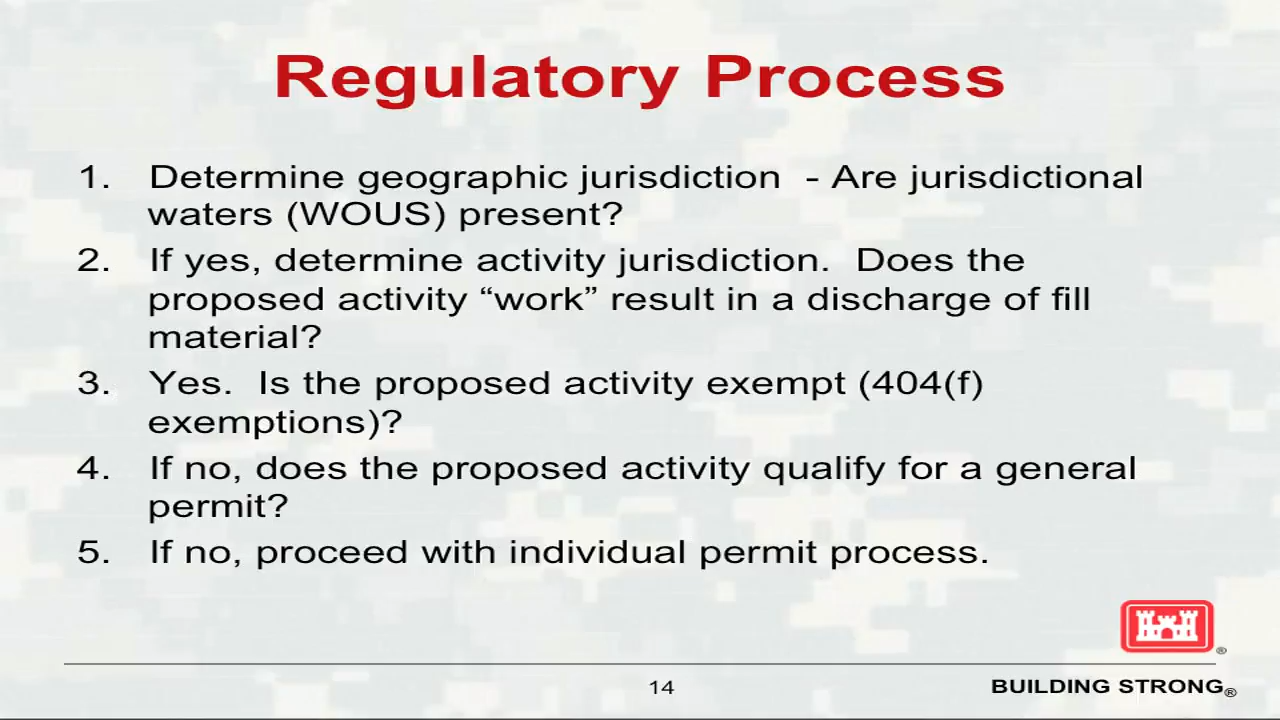 Regulatory Process
1. Determine geographic jurisdiction - Are jurisdictional
waters (WOUS) present?
2. If yes, determine activity jurisdiction. Does the
proposed activity “work” result in a discharge of fill
material?
3. Yes. Is the proposed activity exempt (404(f)
exemptions)?
4. If no, does the proposed activity qualify for a general
permit?
5. If no, proceed with individual permit process.
®
14
BUILDING STRONG®